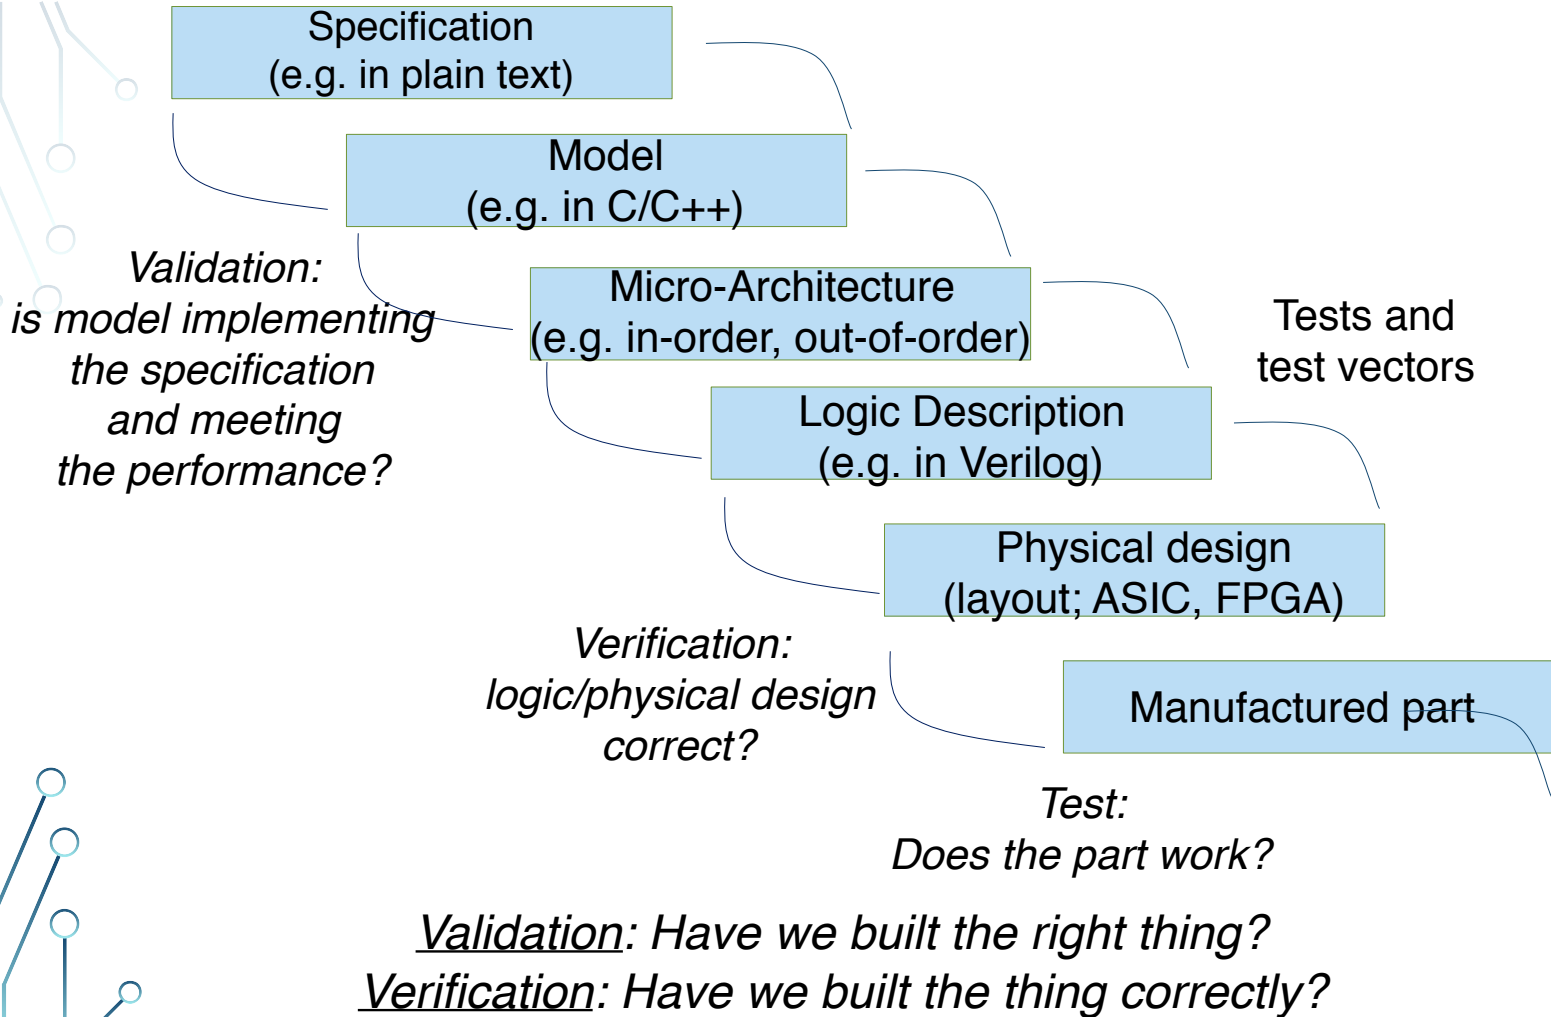 Specification
(e.g. in plain text)
Model
(e.g. in C/C++)
Validation:
is model implementing
the specification
and meeting
the performance?
Micro-Architecture
(e.g. in-order, out-of-order)
Tests and
test vectors
Logic Description
(e.g. in Verilog)
Physical design
(layout; ASIC, FPGA)
Verification:
logic/physical design
correct?
Manufactured part
Test:
Does the part work?
Validation: Have we built the right thing?
Verification: Have we built the thing correctly?